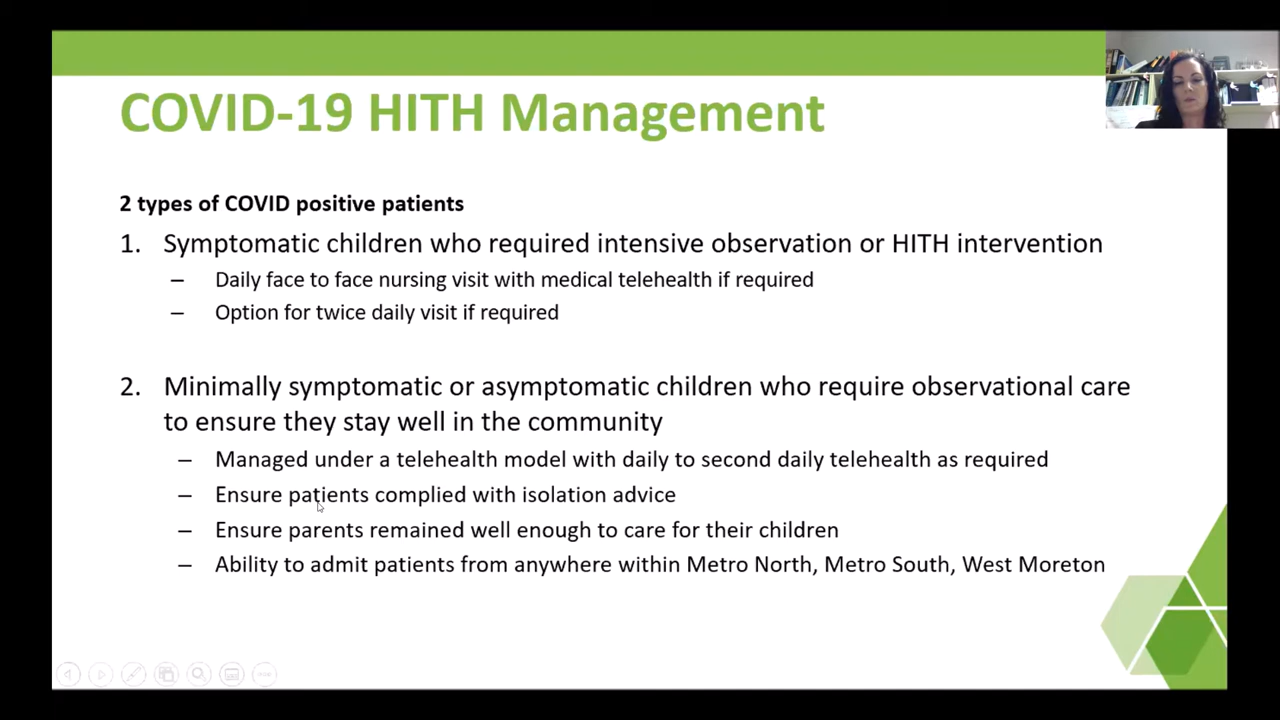 COVID-19 HITH Management
2 types of COVID positive patients
1. Symptomatic children who required intensive observation or HITH intervention
– Daily face to face nursing visit with medical telehealth if required
– Option for twice daily visit if required
2. Minimally symptomatic or asymptomatic children who require observational care
to ensure they stay well in the community
– Managed under a telehealth model with daily to second daily telehealth as required
– Ensure patients complied with isolation advice
– Ensure parents remained well enough to care for their children
– Ability to admit patients from anywhere within Metro North, Metro South, West Moreton